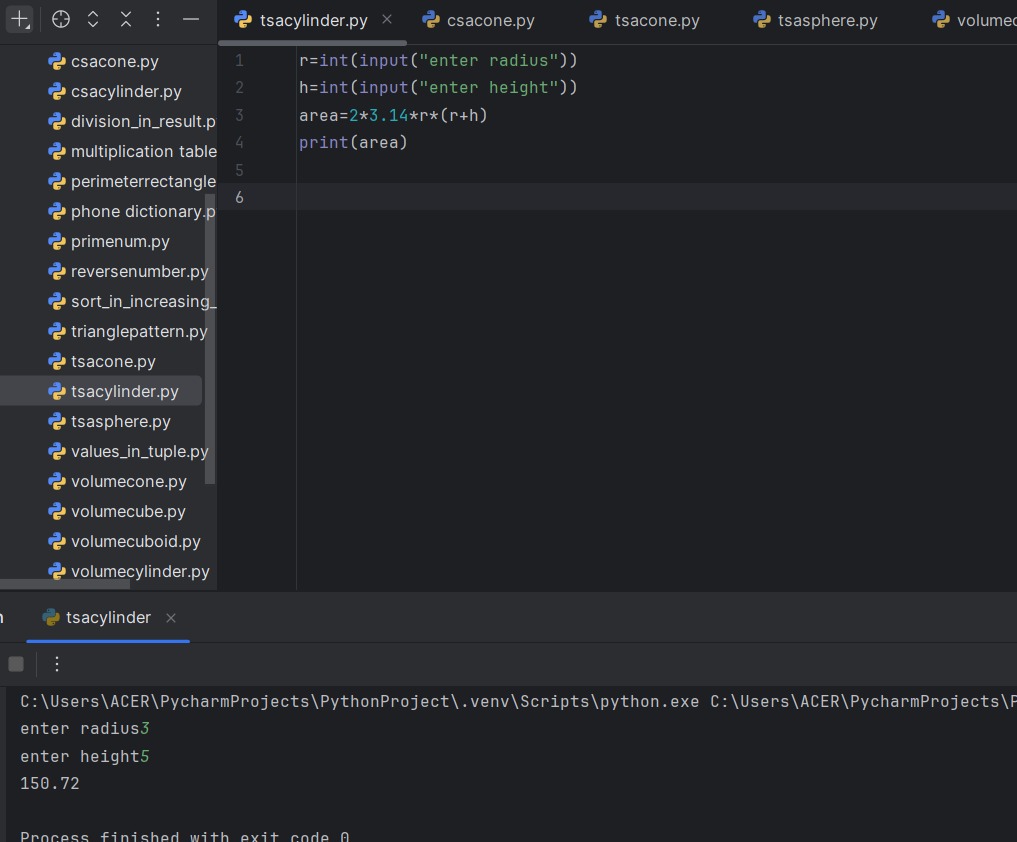 tsacylinder.py
csacone.py
tsacone.py
tsasphere.py
csacone.py
csacylinder.py
division_in_result.p
multiplication table
perimeterrectangle
phone dictionary.p
primenum.py
reversenumber.py
sort_in_increasing_
trianglepattern.py
tsacone.py
tsacylinder.py
tsasphere.py
values_in_tuple.py
volumecone.py
volumecube.py
volumecuboid.py
volumecylinder.py
1 r=int(input("enter radius"))
2 h=int(input("enter height"))
3 area=2*3.14*r*(r+h)
4 print(area)
5
6
tsacylinder
C:\Users\ACER\PycharmProjects\PythonProject\.venv\Scripts\python.exe C:\Users\ACER\PycharmProjects\P
enter radius3
enter height5
150.72
Process finished with exit code 0